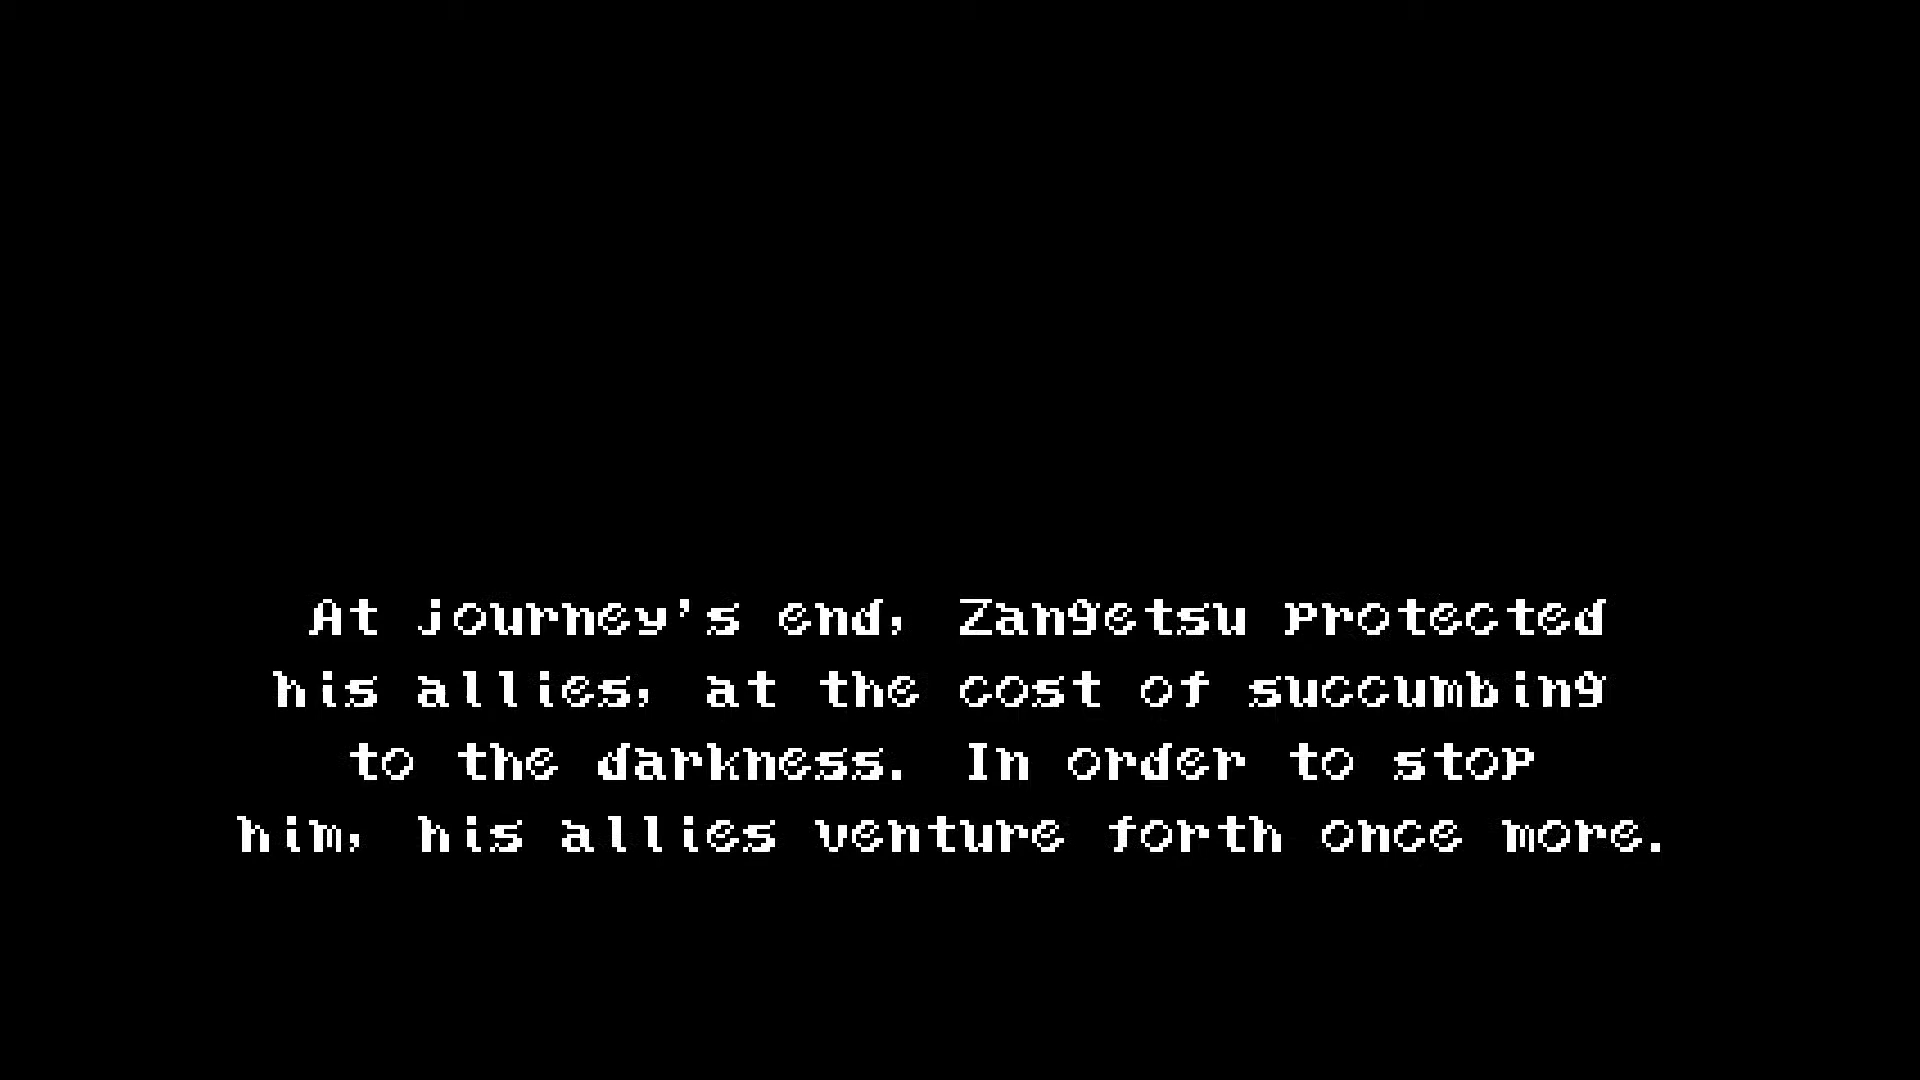 At journey's end, Zangetsu protected
his allies, at the cost of succumbing
to the darkness. In order to stop
him, his allies venture forth once more.